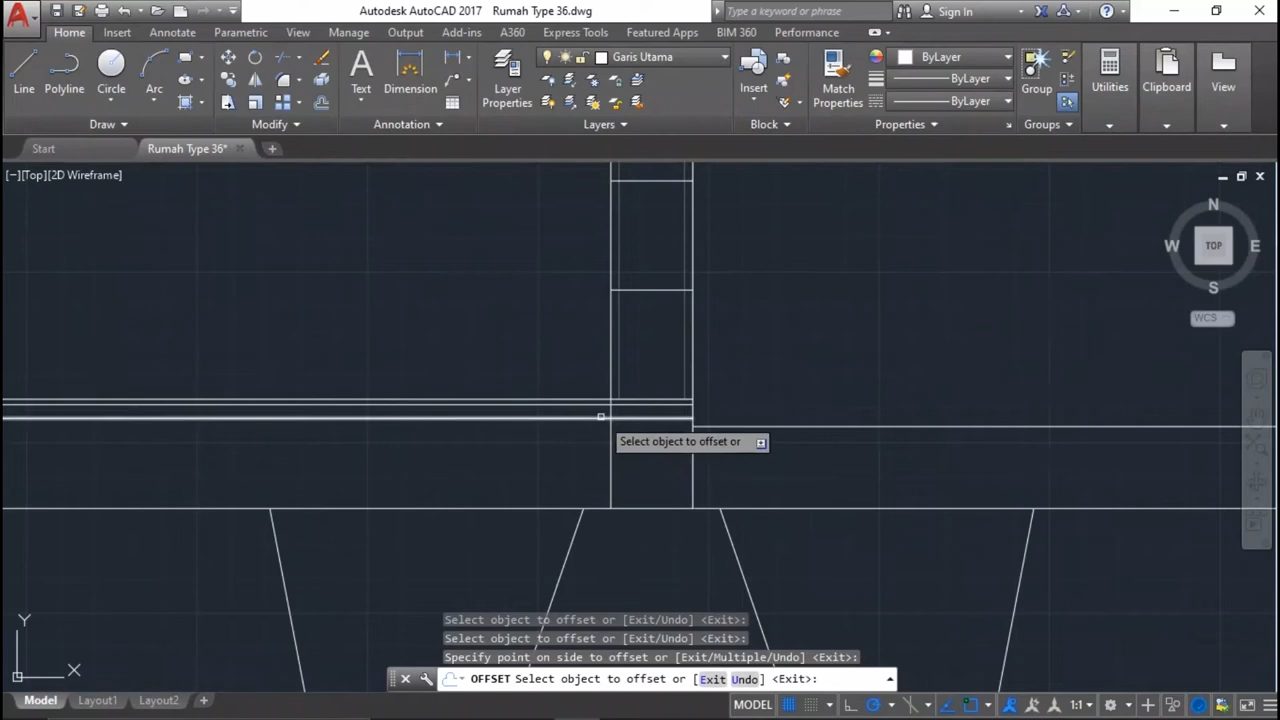 Autodesk AutoCAD 2017 Rumah Type 36.dwg
Type a keyword or phrase
Sign In
Home Insert Annotate Parametric View Manage Output Add-ins A360 Express Tools Featured Apps BIM 360 Performance
Line Polyline Circle Arc
Text Dimension
Layer Properties
Garis Utama
Insert
Match Properties
ByLayer
ByLayer
ByLayer
Group
Utilities
Clipboard
View
Draw Modify Annotation Layers Block Properties Groups
Start Rumah Type 36*
[−][Top][2D Wireframe]
N
W TOP E
S
WCS
Select object to offset or
Y
X
Select object to offset or [Exit/Undo] <Exit>:
Select object to offset or [Exit/Undo] <Exit>:
Specify point on side to offset or [Exit/Multiple/Undo] <Exit>:
OFFSET Select object to offset or [Exit Undo] <Exit>:
Model Layout1 Layout2
MODEL
1:1